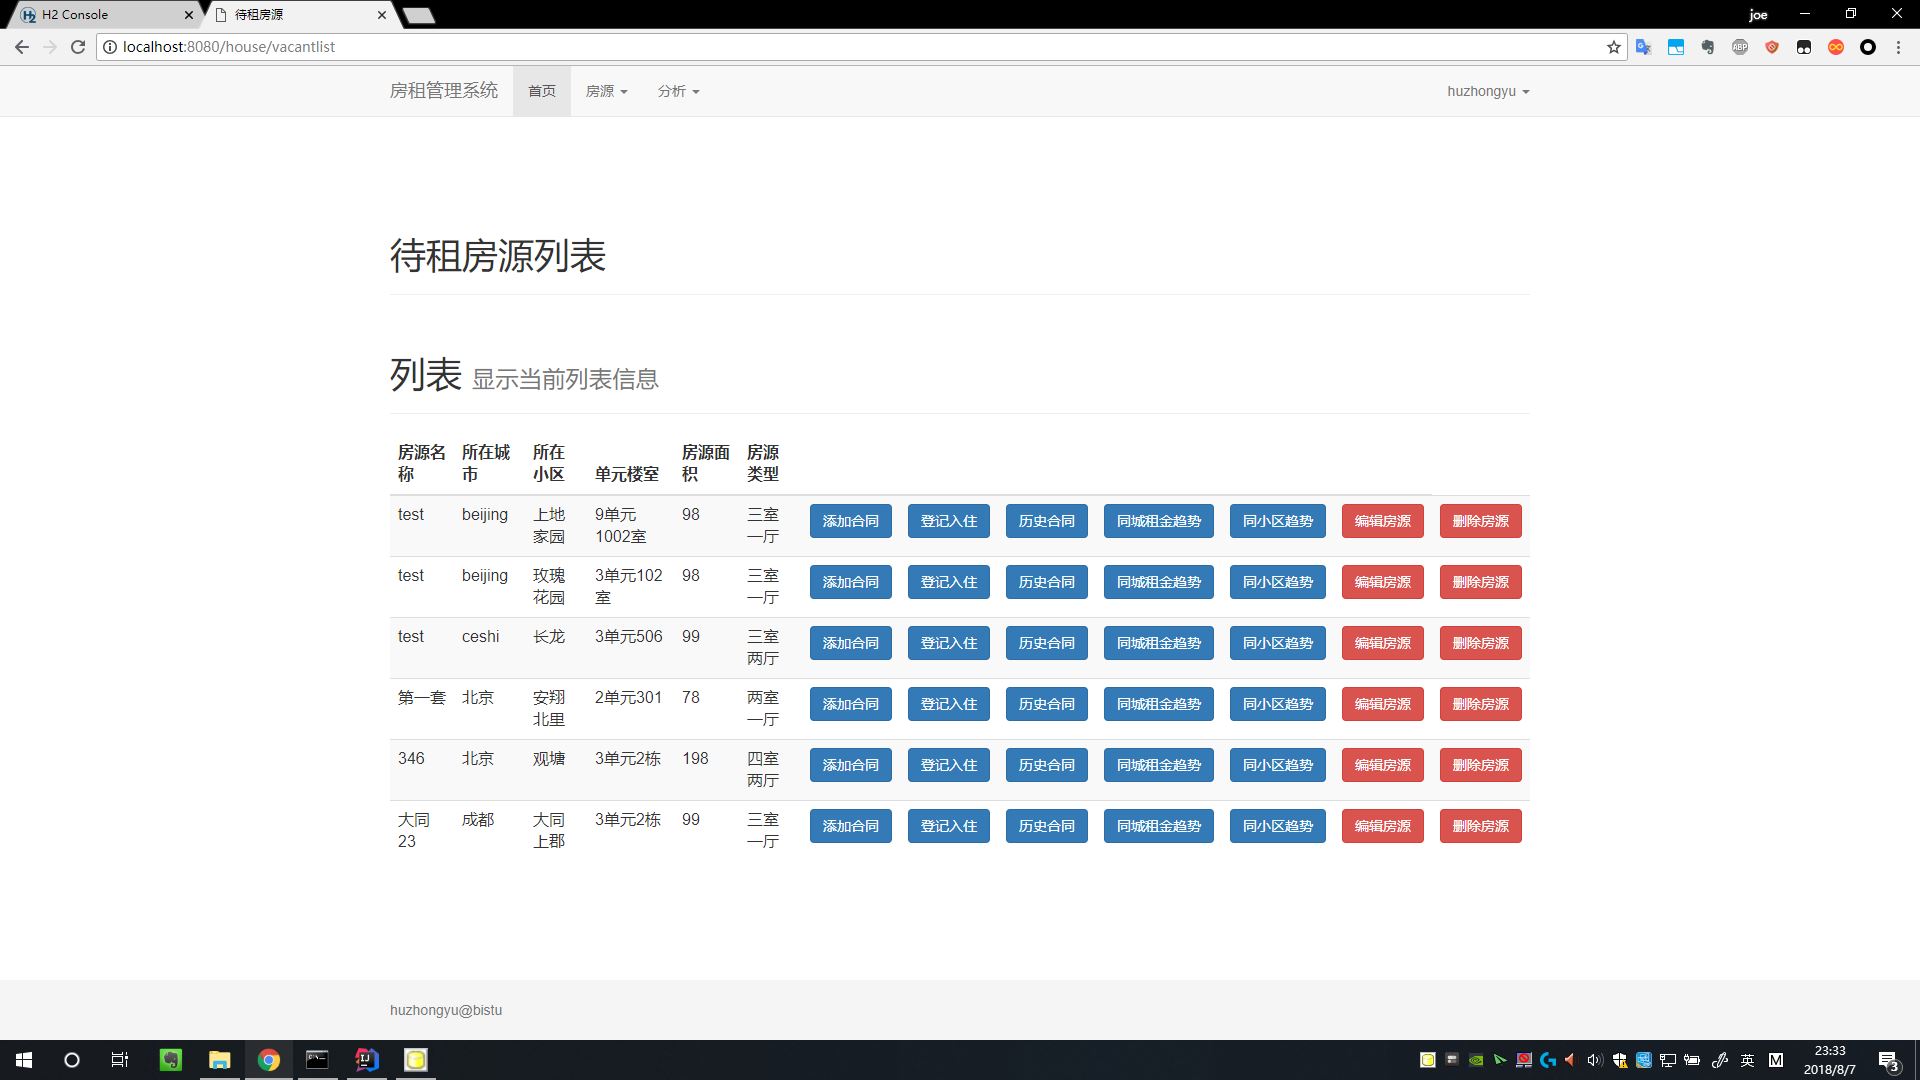 H2 Console
待租房源
joe
localhost:8080/house/vacantlist
ABP
房租管理系统 首页 房源 分析 huzhongyu
待租房源列表
列表 显示当前列表信息
房源名称 所在城市 所在小区 单元楼室 房源面积 房源类型
test beijing 上地家园 9单元1002室 98 三室一厅 添加合同 登记入住 历史合同 同城租金趋势 同小区趋势 编辑房源 删除房源
test beijing 玫瑰花园 3单元102室 98 三室一厅 添加合同 登记入住 历史合同 同城租金趋势 同小区趋势 编辑房源 删除房源
test ceshi 长龙 3单元506 99 三室两厅 添加合同 登记入住 历史合同 同城租金趋势 同小区趋势 编辑房源 删除房源
第一套 北京 安翔北里 2单元301 78 两室一厅 添加合同 登记入住 历史合同 同城租金趋势 同小区趋势 编辑房源 删除房源
346 北京 观塘 3单元2栋 198 四室两厅 添加合同 登记入住 历史合同 同城租金趋势 同小区趋势 编辑房源 删除房源
大同23 成都 大同上郡 3单元2栋 99 三室一厅 添加合同 登记入住 历史合同 同城租金趋势 同小区趋势 编辑房源 删除房源
huzhongyu@bistu
英 M
23:33
2018/8/7
3